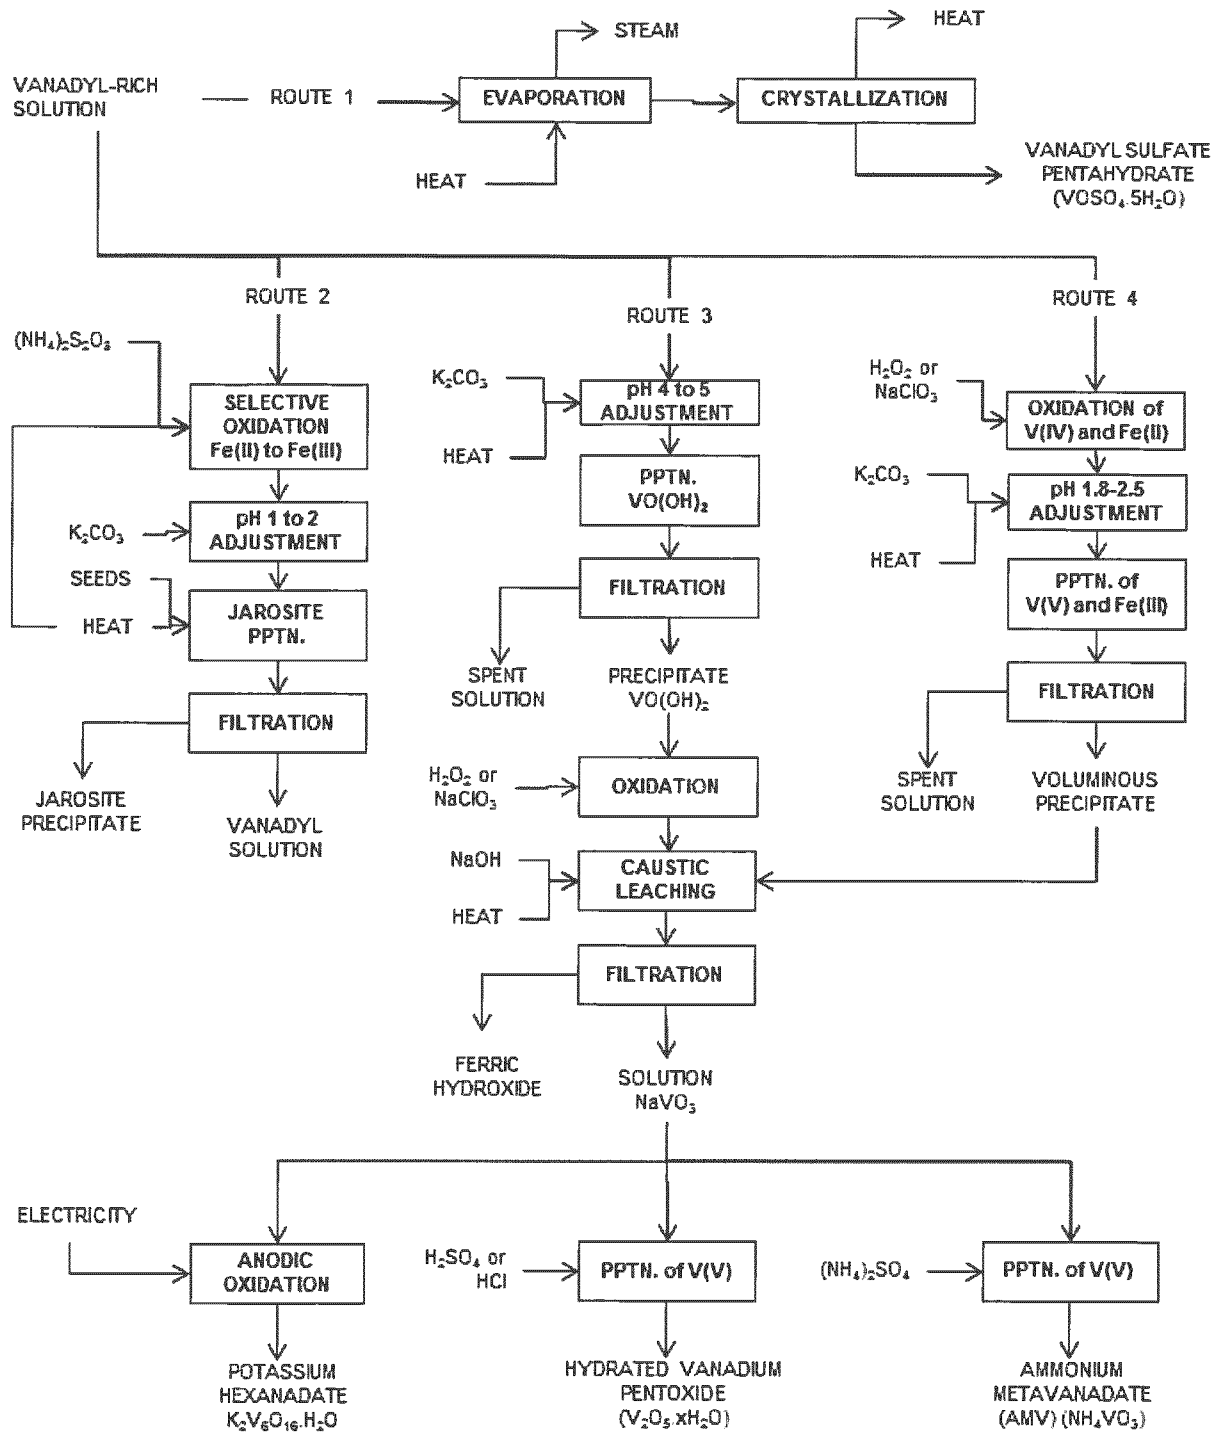 HEAT
STEAM
VANADYL-RICH
SOLUTION
ROUTE 1
EVAPORATION
CRYSTALLIZATION
HEAT
VANADYL SULFATE
PENTAHYDRATE
(VOSO₄.5H₂O)
ROUTE 2
ROUTE 3
ROUTE 4
(NH₄)₂S₂O₃
SELECTIVE
OXIDATION
Fe(II) to Fe(III)
K₂CO₃
pH 1 to 2
ADJUSTMENT
SEEDS
HEAT
JAROSITE
PPTN.
FILTRATION
JAROSITE
PRECIPITATE
VANADYL
SOLUTION
K₂CO₃
pH 4 to 5
ADJUSTMENT
HEAT
PPTN.
VO(OH)₂
FILTRATION
SPENT
SOLUTION
PRECIPITATE
VO(OH)₂
H₂O₂ or
NaClO₃
OXIDATION
NaOH
CAUSTIC
LEACHING
HEAT
FILTRATION
FERRIC
HYDROXIDE
SOLUTION
NaVO₃
H₂O₂ or
NaClO₃
OXIDATION of
V(IV) and Fe(II)
K₂CO₃
pH 1.8-2.5
ADJUSTMENT
HEAT
PPTN. of
V(V) and Fe(III)
FILTRATION
SPENT
SOLUTION
VOLUMINOUS
PRECIPITATE
ELECTRICITY
ANODIC
OXIDATION
POTASSIUM
HEXANADATE
K₂V₆O₁₆.H₂O
H₂SO₄ or
HCl
PPTN. of V(V)
HYDRATED VANADIUM
PENTOXIDE
(V₂O₅.xH₂O)
(NH₄)₂SO₄
PPTN. of V(V)
AMMONIUM
METAVANADATE
(AMV) (NH₄VO₃)